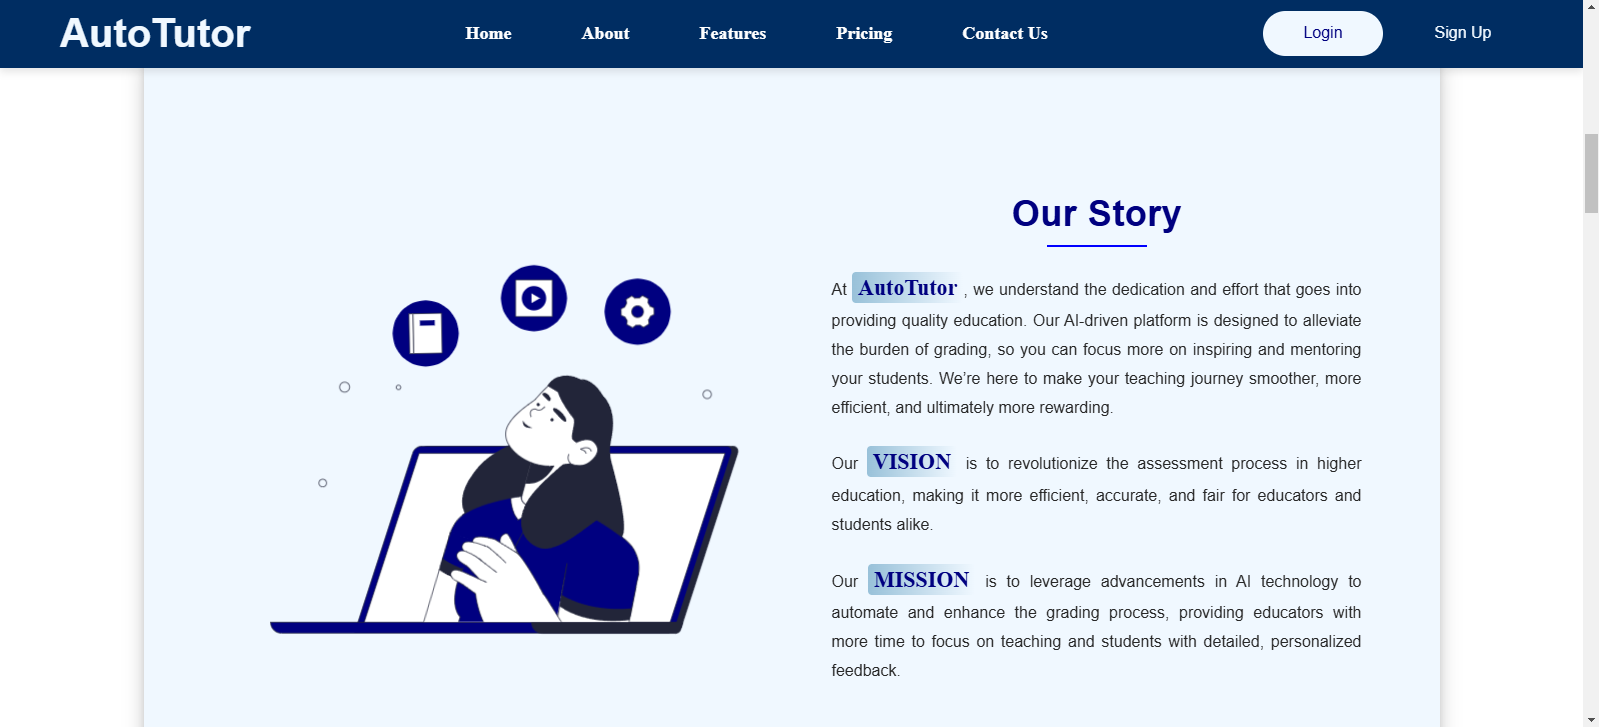 AutoTutor Home About Features Pricing Contact Us Login Sign Up
Our Story
At AutoTutor , we understand the dedication and effort that goes into
providing quality education. Our AI-driven platform is designed to alleviate
the burden of grading, so you can focus more on inspiring and mentoring
your students. We’re here to make your teaching journey smoother, more
efficient, and ultimately more rewarding.
Our VISION is to revolutionize the assessment process in higher
education, making it more efficient, accurate, and fair for educators and
students alike.
Our MISSION is to leverage advancements in AI technology to
automate and enhance the grading process, providing educators with
more time to focus on teaching and students with detailed, personalized
feedback.